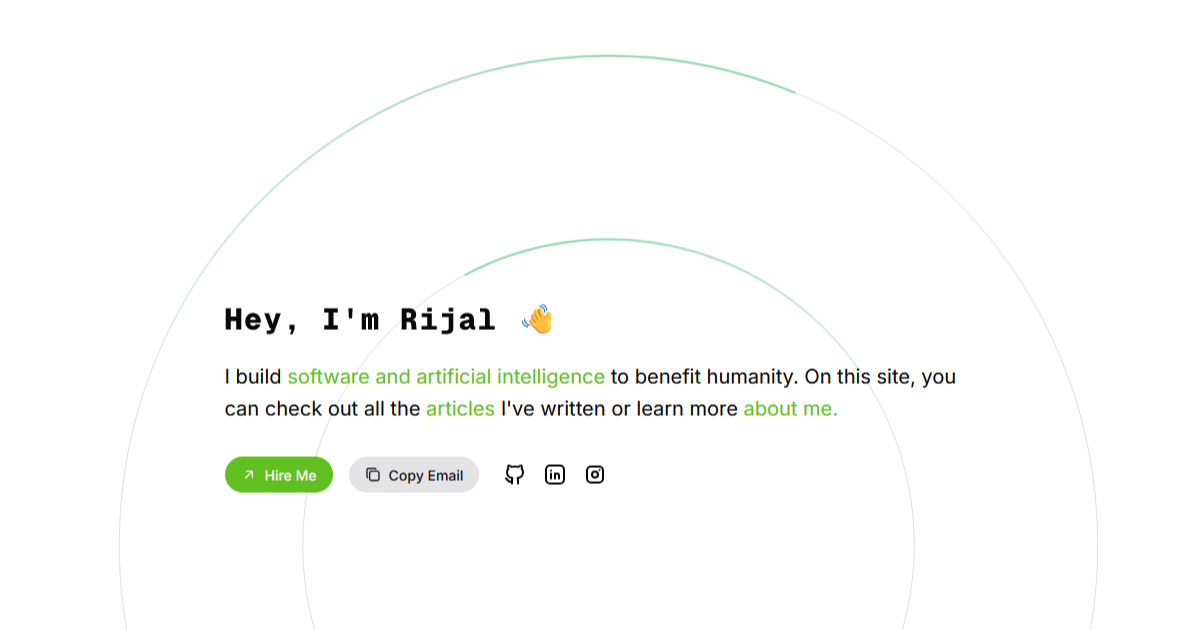 Hey, I'm Rijal 👋
I build software and artificial intelligence to benefit humanity. On this site, you
can check out all the articles I've written or learn more about me.
Hire Me
Copy Email